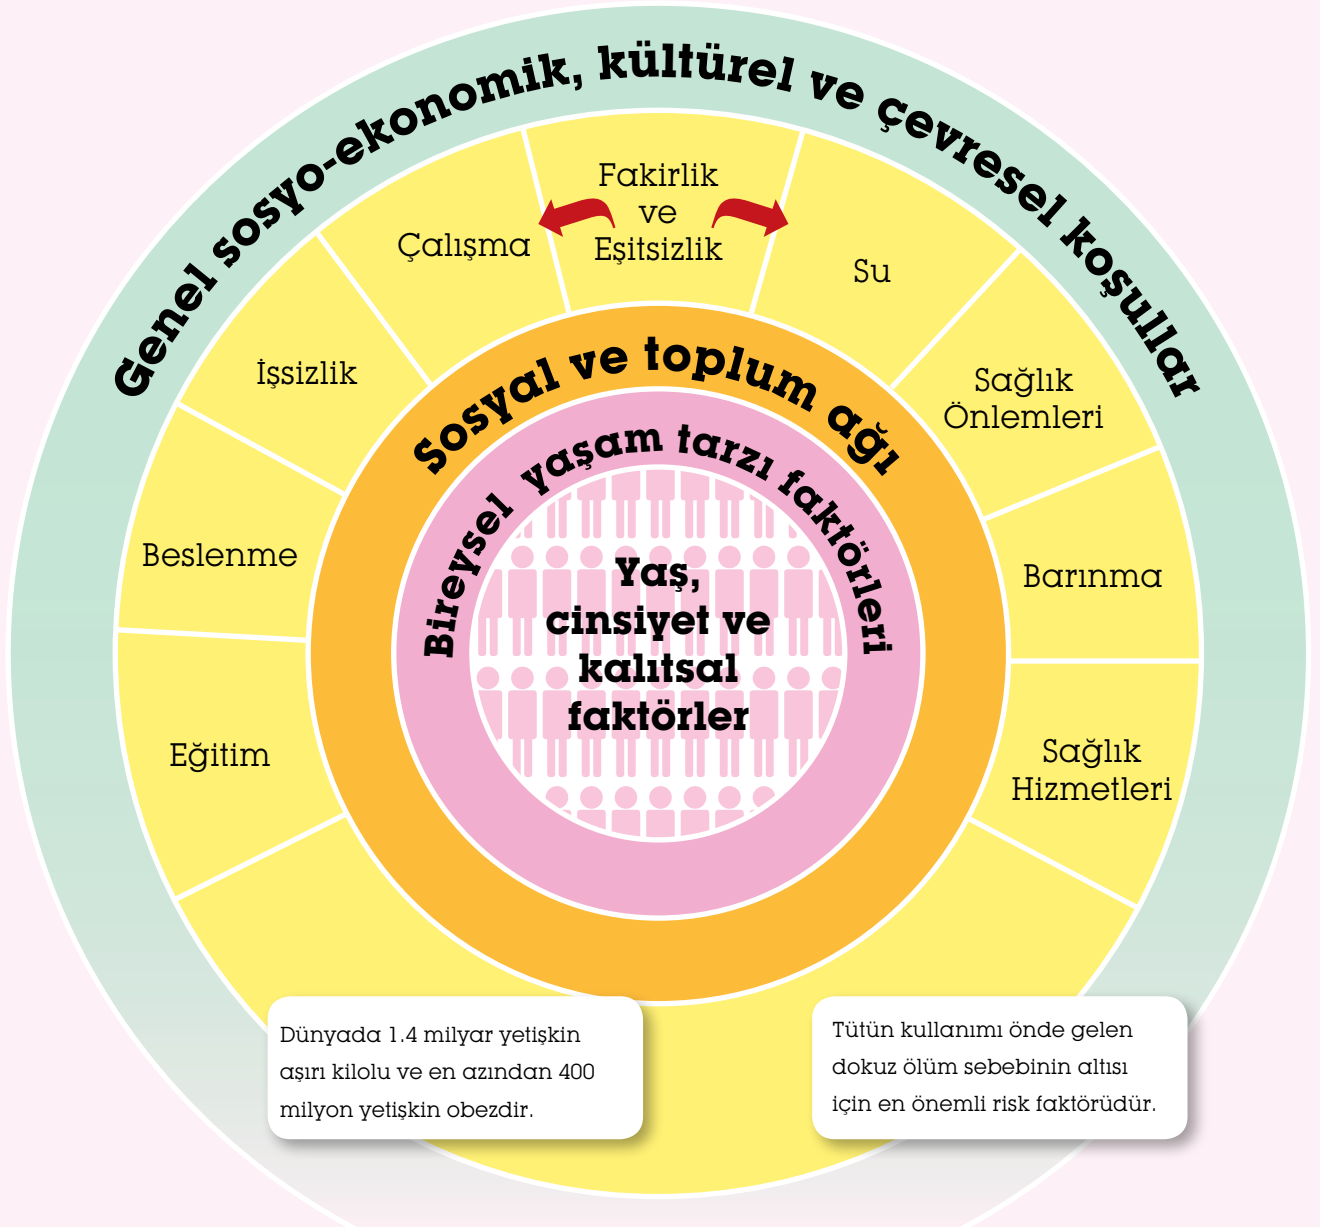 Genel sosyo-ekonomik, kültürel ve çevresel koşullar
Fakirlik
ve
Eşitsizlik
Çalışma
Su
İşsizlik
Sağlık
Önlemleri
Beslenme
Barınma
Eğitim
Sağlık
Hizmetleri
Sosyal ve toplum ağı
Bireysel yaşam tarzı faktörleri
Yaş,
cinsiyet ve
kalıtsal
faktörler
Dünyada 1.4 milyar yetişkin
aşırı kilolu ve en azından 400
milyon yetişkin obezdir.
Tütün kullanımı önde gelen
dokuz ölüm sebebinin altısı
için en önemli risk faktörüdür.